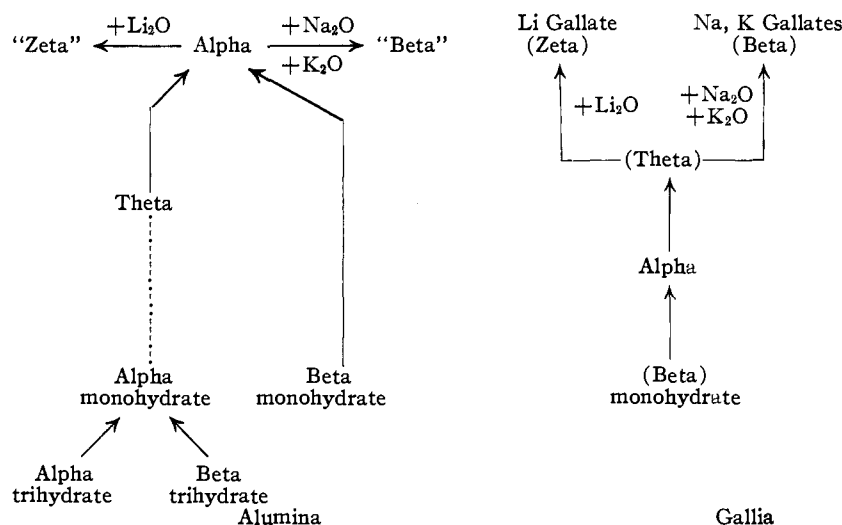 "Zeta"
+Li₂O
Alpha
+Na₂O
+K₂O
"Beta"
Theta
Alpha
monohydrate
Beta
monohydrate
Alpha
trihydrate
Beta
trihydrate
Alumina
Li Gallate
(Zeta)
Na, K Gallates
(Beta)
+Li₂O
+Na₂O
+K₂O
(Theta)
Alpha
(Beta)
monohydrate
Gallia